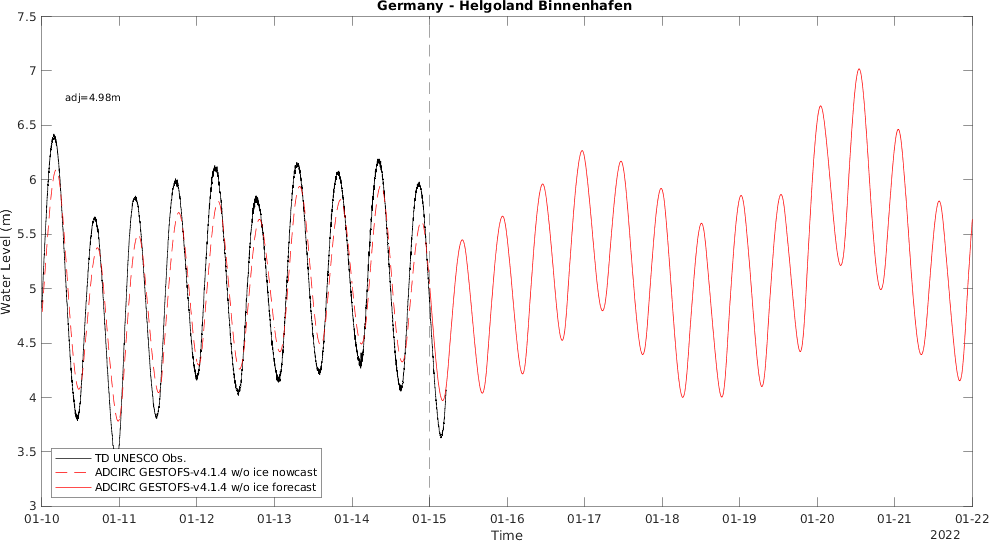 Germany - Helgoland Binnenhafen
7.5
7
6.5
6
5.5
5
4.5
4
3.5
3
Water Level (m)
adj=4.98m
TD UNESCO Obs.
ADCIRC GESTOFS-v4.1.4 w/o ice nowcast
ADCIRC GESTOFS-v4.1.4 w/o ice forecast
01-10 01-11 01-12 01-13 01-14 01-15 01-16 01-17 01-18 01-19 01-20 01-21 01-22
Time
2022